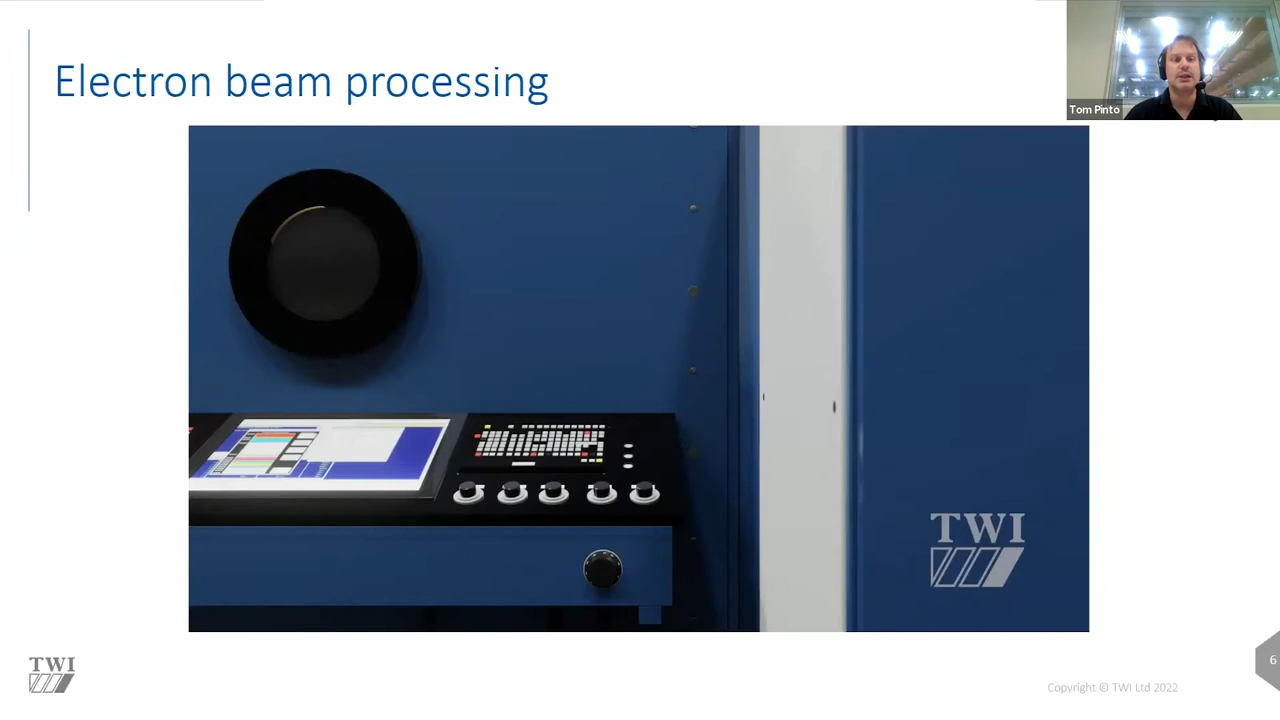 Electron beam processing
Tom Pinto
TWI
TWI
Copyright © TWI Ltd 2022
6